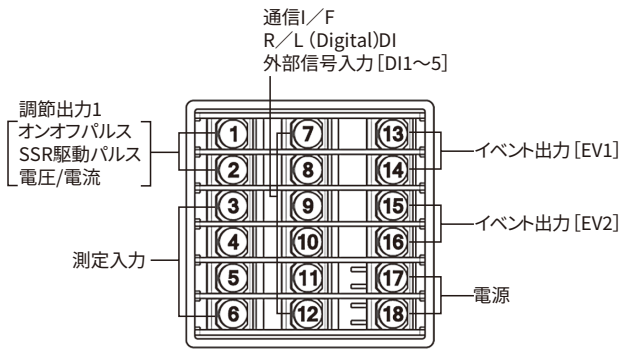 通信I／F
R／L（Digital）DI
外部信号入力［DI1〜5］
調節出力1
オンオフパルス
SSR駆動パルス
電圧/電流
測定入力
1
2
3
4
5
6
7
8
9
10
11
12
13
14
15
16
17
18
イベント出力［EV1］
イベント出力［EV2］
電源